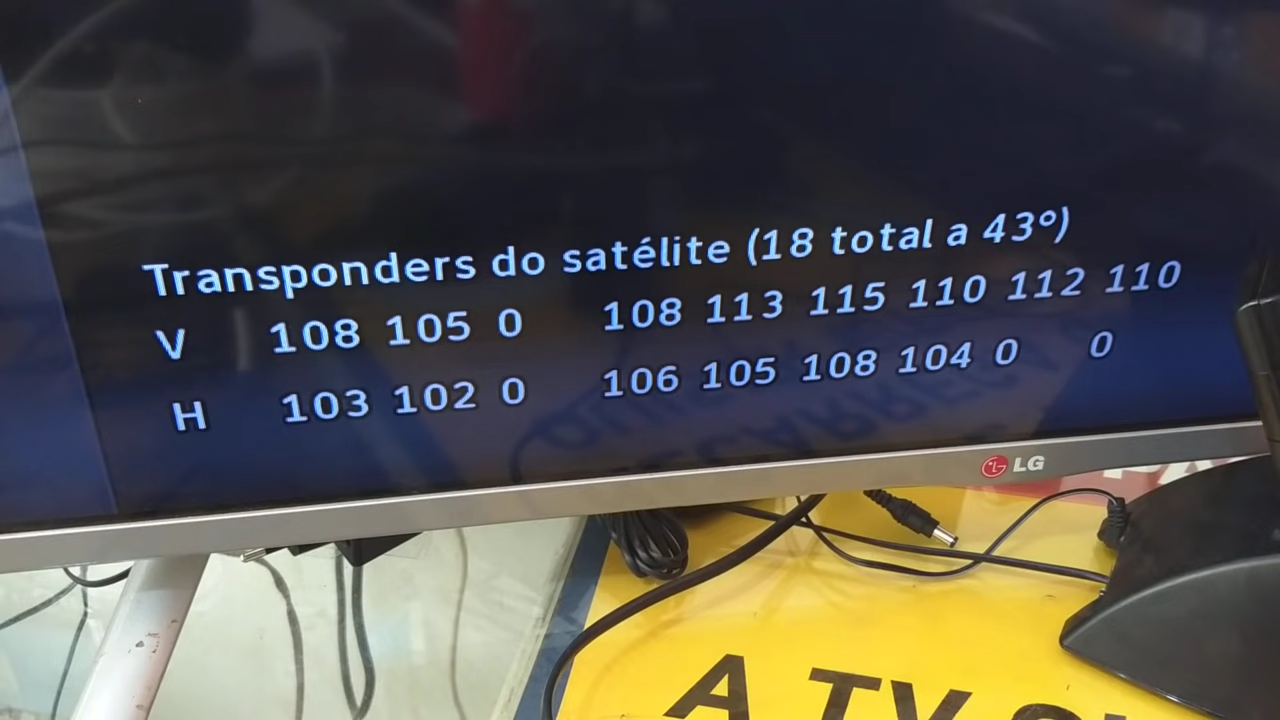 Transponders do satélite (18 total a 43º)
V 108 105 0 108 113 115 110 112 110
H 103 102 0 106 105 108 104 0 0
LG
A TV